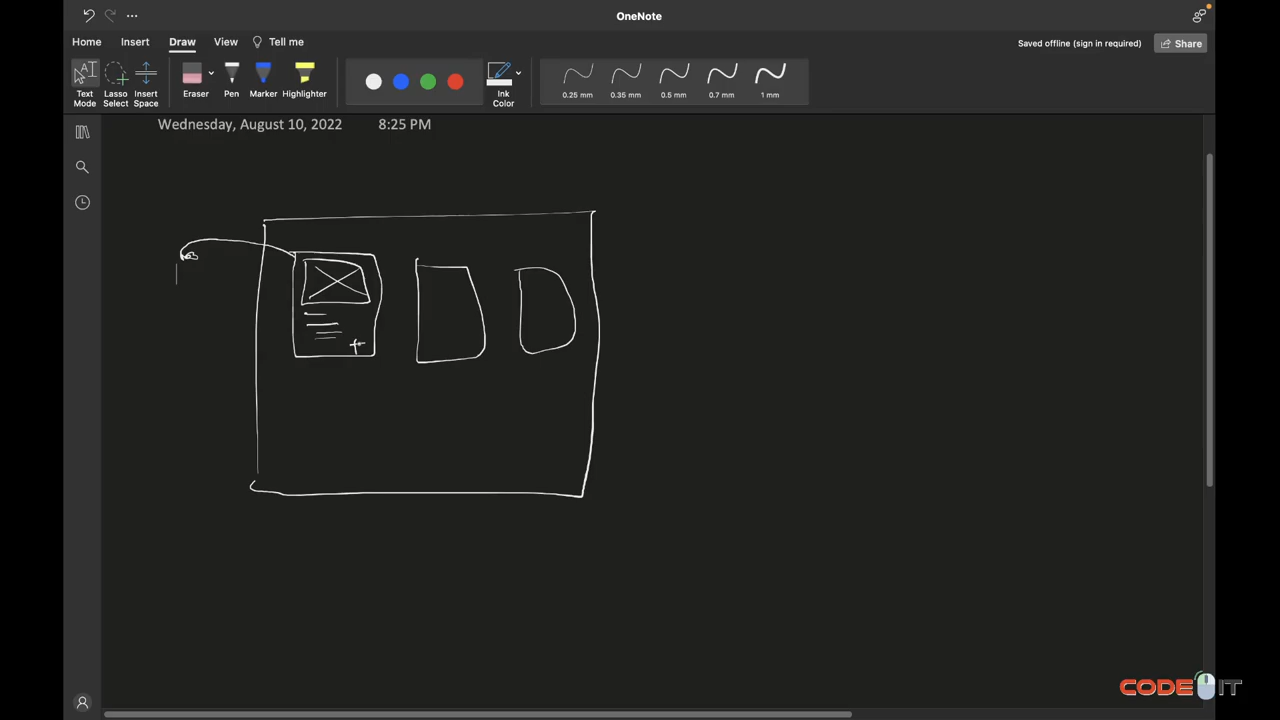 OneNote
Home Insert Draw View Tell me
Saved offline (sign in required) Share
Text Mode
Lasso Select
Insert Space
Eraser
Pen
Marker
Highlighter
Ink Color
0.25 mm 0.35 mm 0.5 mm 0.7 mm 1 mm
Wednesday, August 10, 2022 8:25 PM
CODE IT